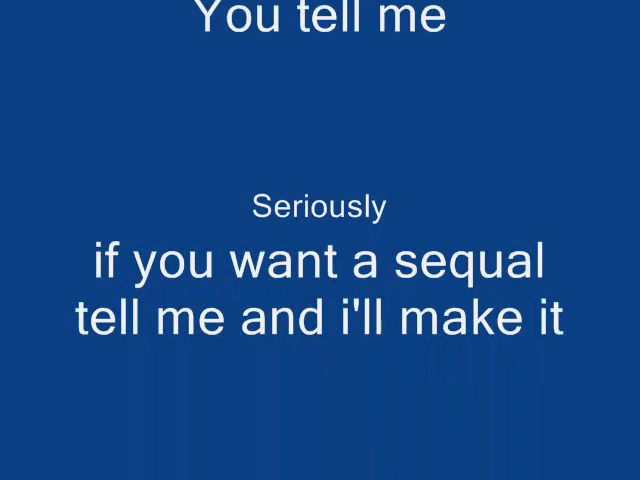 You tell me
Seriously
if you want a sequal
tell me and i'll make it